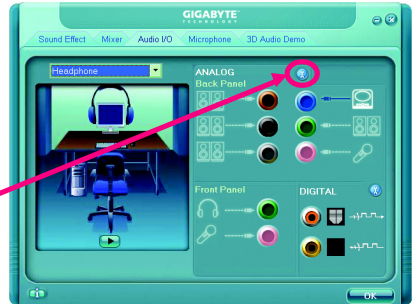 GIGABYTE
TECHNOLOGY
Sound Effect Mixer Audio I/O Microphone 3D Audio Demo
Headphone
ANALOG
Back Panel
Front Panel
DIGITAL
OK